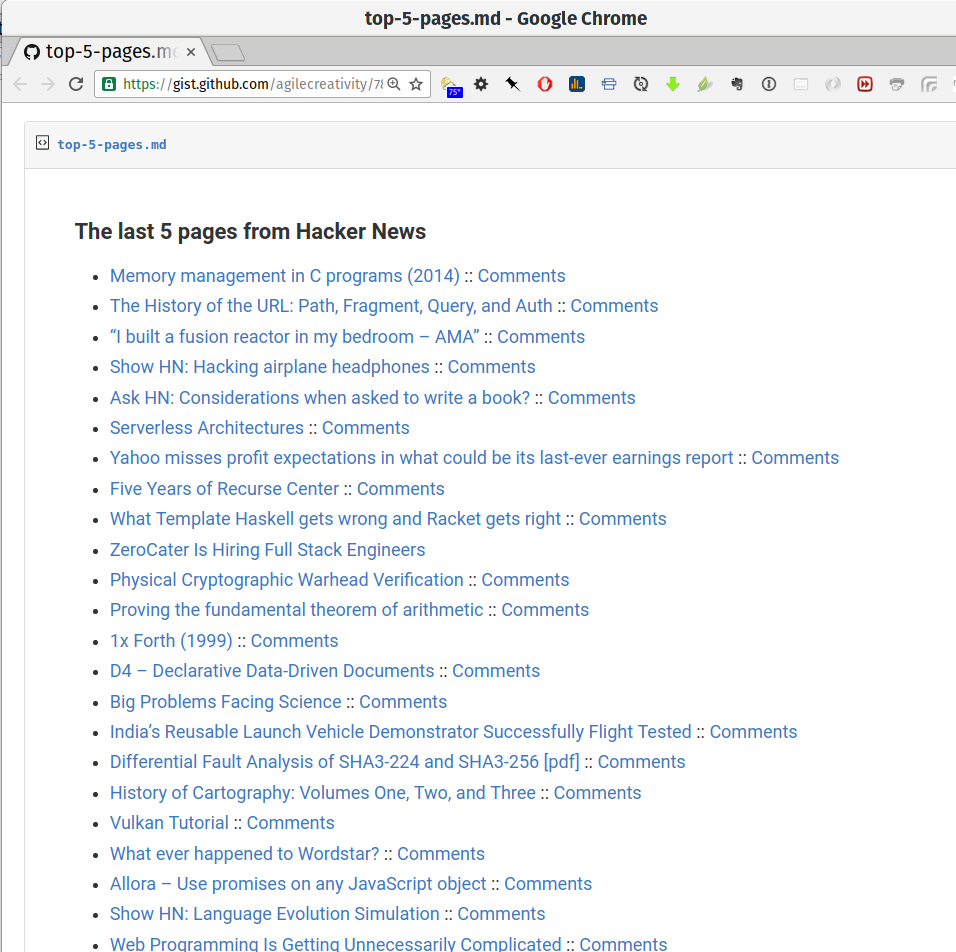 top-5-pages.md - Google Chrome
top-5-pages.m
https://gist.github.com/agilecreativity/78
75°
top-5-pages.md
The last 5 pages from Hacker News
Memory management in C programs (2014) :: Comments
The History of the URL: Path, Fragment, Query, and Auth :: Comments
“I built a fusion reactor in my bedroom – AMA” :: Comments
Show HN: Hacking airplane headphones :: Comments
Ask HN: Considerations when asked to write a book? :: Comments
Serverless Architectures :: Comments
Yahoo misses profit expectations in what could be its last-ever earnings report :: Comments
Five Years of Recurse Center :: Comments
What Template Haskell gets wrong and Racket gets right :: Comments
ZeroCater Is Hiring Full Stack Engineers
Physical Cryptographic Warhead Verification :: Comments
Proving the fundamental theorem of arithmetic :: Comments
1x Forth (1999) :: Comments
D4 – Declarative Data-Driven Documents :: Comments
Big Problems Facing Science :: Comments
India’s Reusable Launch Vehicle Demonstrator Successfully Flight Tested :: Comments
Differential Fault Analysis of SHA3-224 and SHA3-256 [pdf] :: Comments
History of Cartography: Volumes One, Two, and Three :: Comments
Vulkan Tutorial :: Comments
What ever happened to Wordstar? :: Comments
Allora – Use promises on any JavaScript object :: Comments
Show HN: Language Evolution Simulation :: Comments
Web Programming Is Getting Unnecessarily Complicated :: Comments